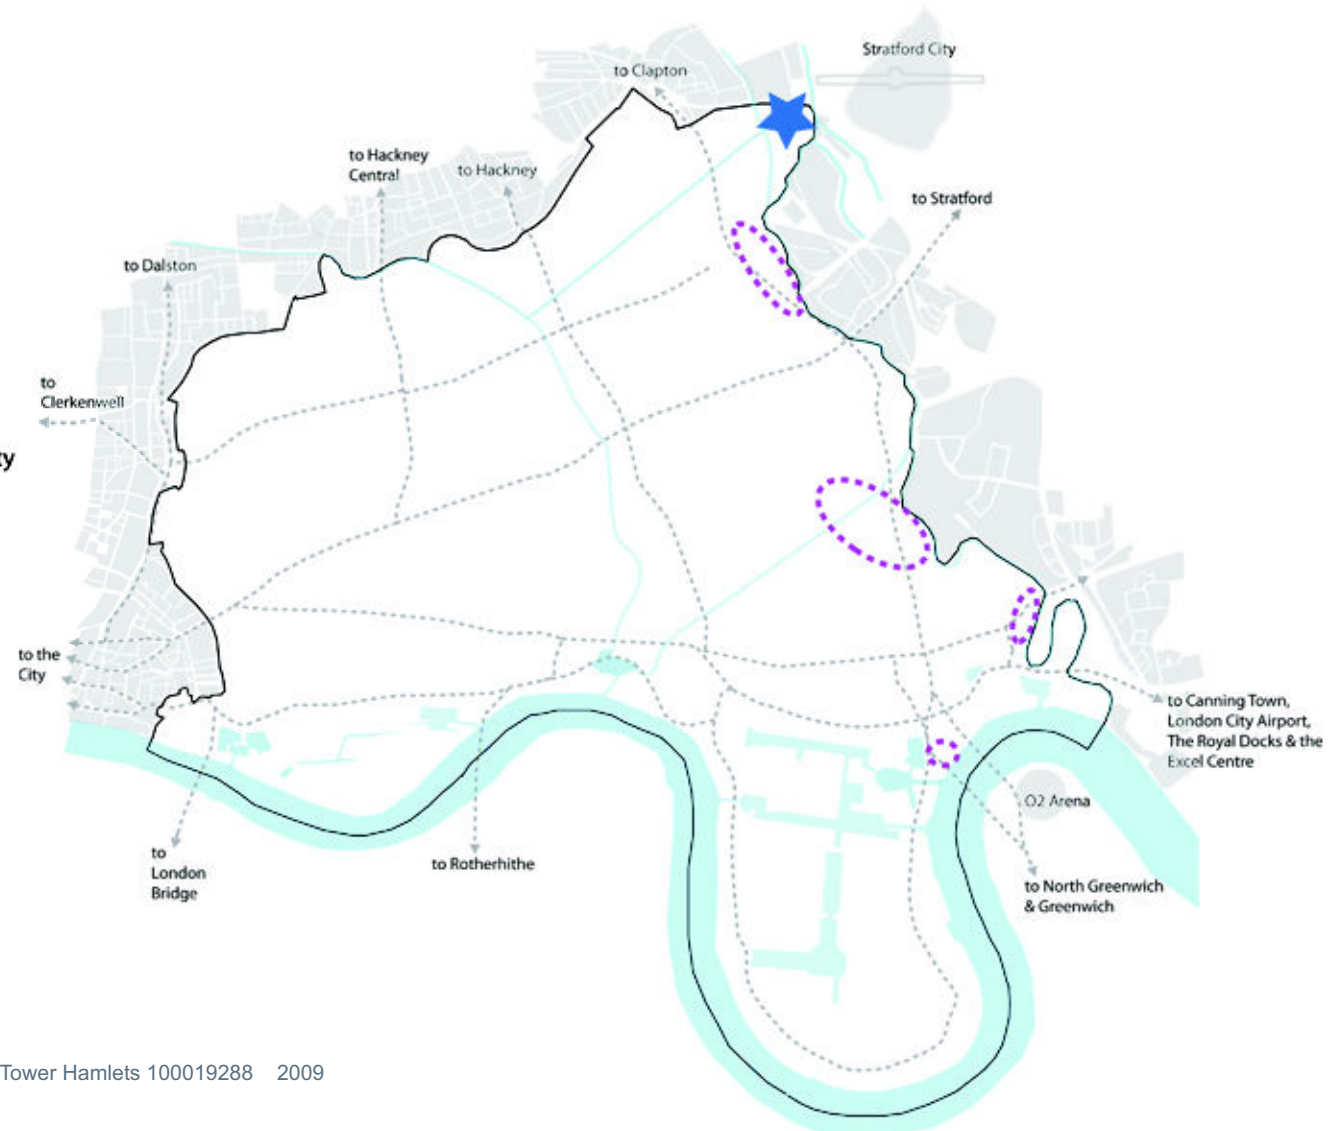 Stratford City
to Clapton
to Hackney
Central
to Hackney
to Stratford
to Dalston
to
Clerkenwell
to the
City
to Canning Town,
London City Airport,
The Royal Docks & the
Excel Centre
O2 Arena
to
London
Bridge
to Rotherhithe
to North Greenwich
& Greenwich
Tower Hamlets 100019288 2009